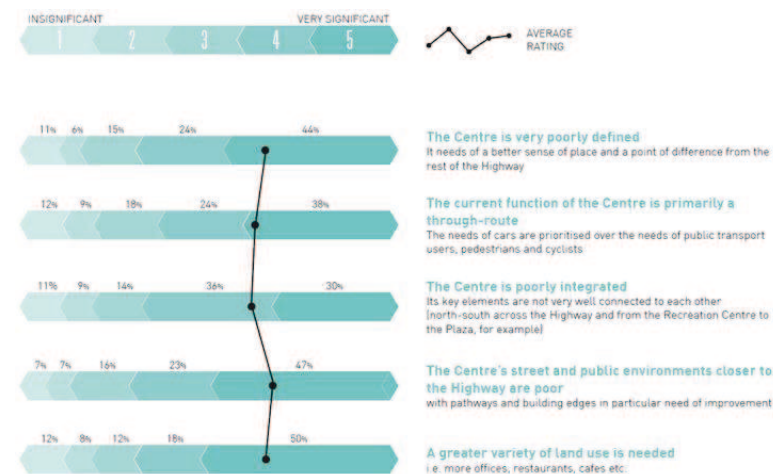 INSIGNIFICANT VERY SIGNIFICANT
1 2 3 4 5
AVERAGE
RATING
11% 6% 15% 24% 44%
The Centre is very poorly defined
It needs of a better sense of place and a point of difference from the
rest of the Highway
12% 9% 18% 24% 38%
The current function of the Centre is primarily a
through-route
The needs of cars are prioritised over the needs of public transport
users, pedestrians and cyclists
11% 9% 14% 36% 30%
The Centre is poorly integrated
Its key elements are not very well connected to each other
(north-south across the Highway and from the Recreation Centre to
the Plaza, for example)
7% 7% 16% 23% 47%
The Centre's street and public environments closer to
the Highway are poor
with pathways and building edges in particular need of improvement
12% 8% 12% 18% 50%
A greater variety of land use is needed
i.e. more offices, restaurants, cafes etc